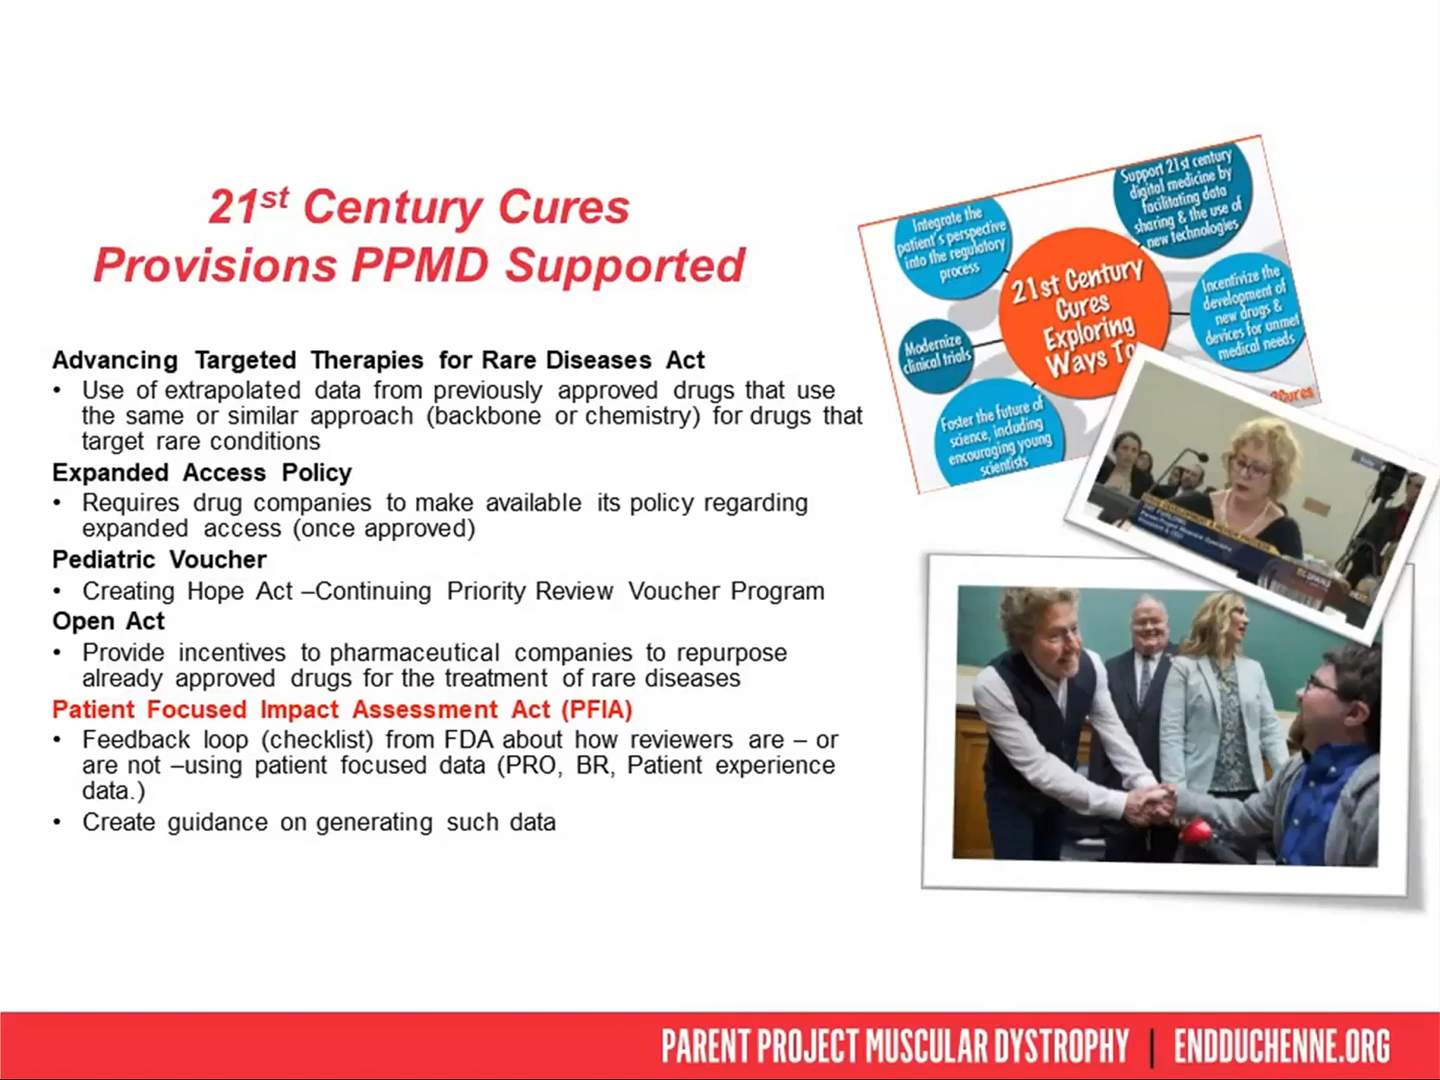 21st Century Cures
Provisions PPMD Supported
Advancing Targeted Therapies for Rare Diseases Act
• Use of extrapolated data from previously approved drugs that use
the same or similar approach (backbone or chemistry) for drugs that
target rare conditions
Expanded Access Policy
• Requires drug companies to make available its policy regarding
expanded access (once approved)
Pediatric Voucher
• Creating Hope Act –Continuing Priority Review Voucher Program
Open Act
• Provide incentives to pharmaceutical companies to repurpose
already approved drugs for the treatment of rare diseases
Patient Focused Impact Assessment Act (PFIA)
• Feedback loop (checklist) from FDA about how reviewers are – or
are not –using patient focused data (PRO, BR, Patient experience
data.)
• Create guidance on generating such data
Integrate the
patient's perspective
into the regulatory
process
Support 21st century
digital medicine by
facilitating data
sharing & the use of
new technologies
21st Century
Cures
Exploring
Ways To
Incentivize the
development of
new drugs &
devices for unmet
medical needs
Modernize
clinical trials
Foster the future of
science, including
encouraging young
scientists
Cures
PARENT PROJECT MUSCULAR DYSTROPHY | ENDDUCHENNE.ORG